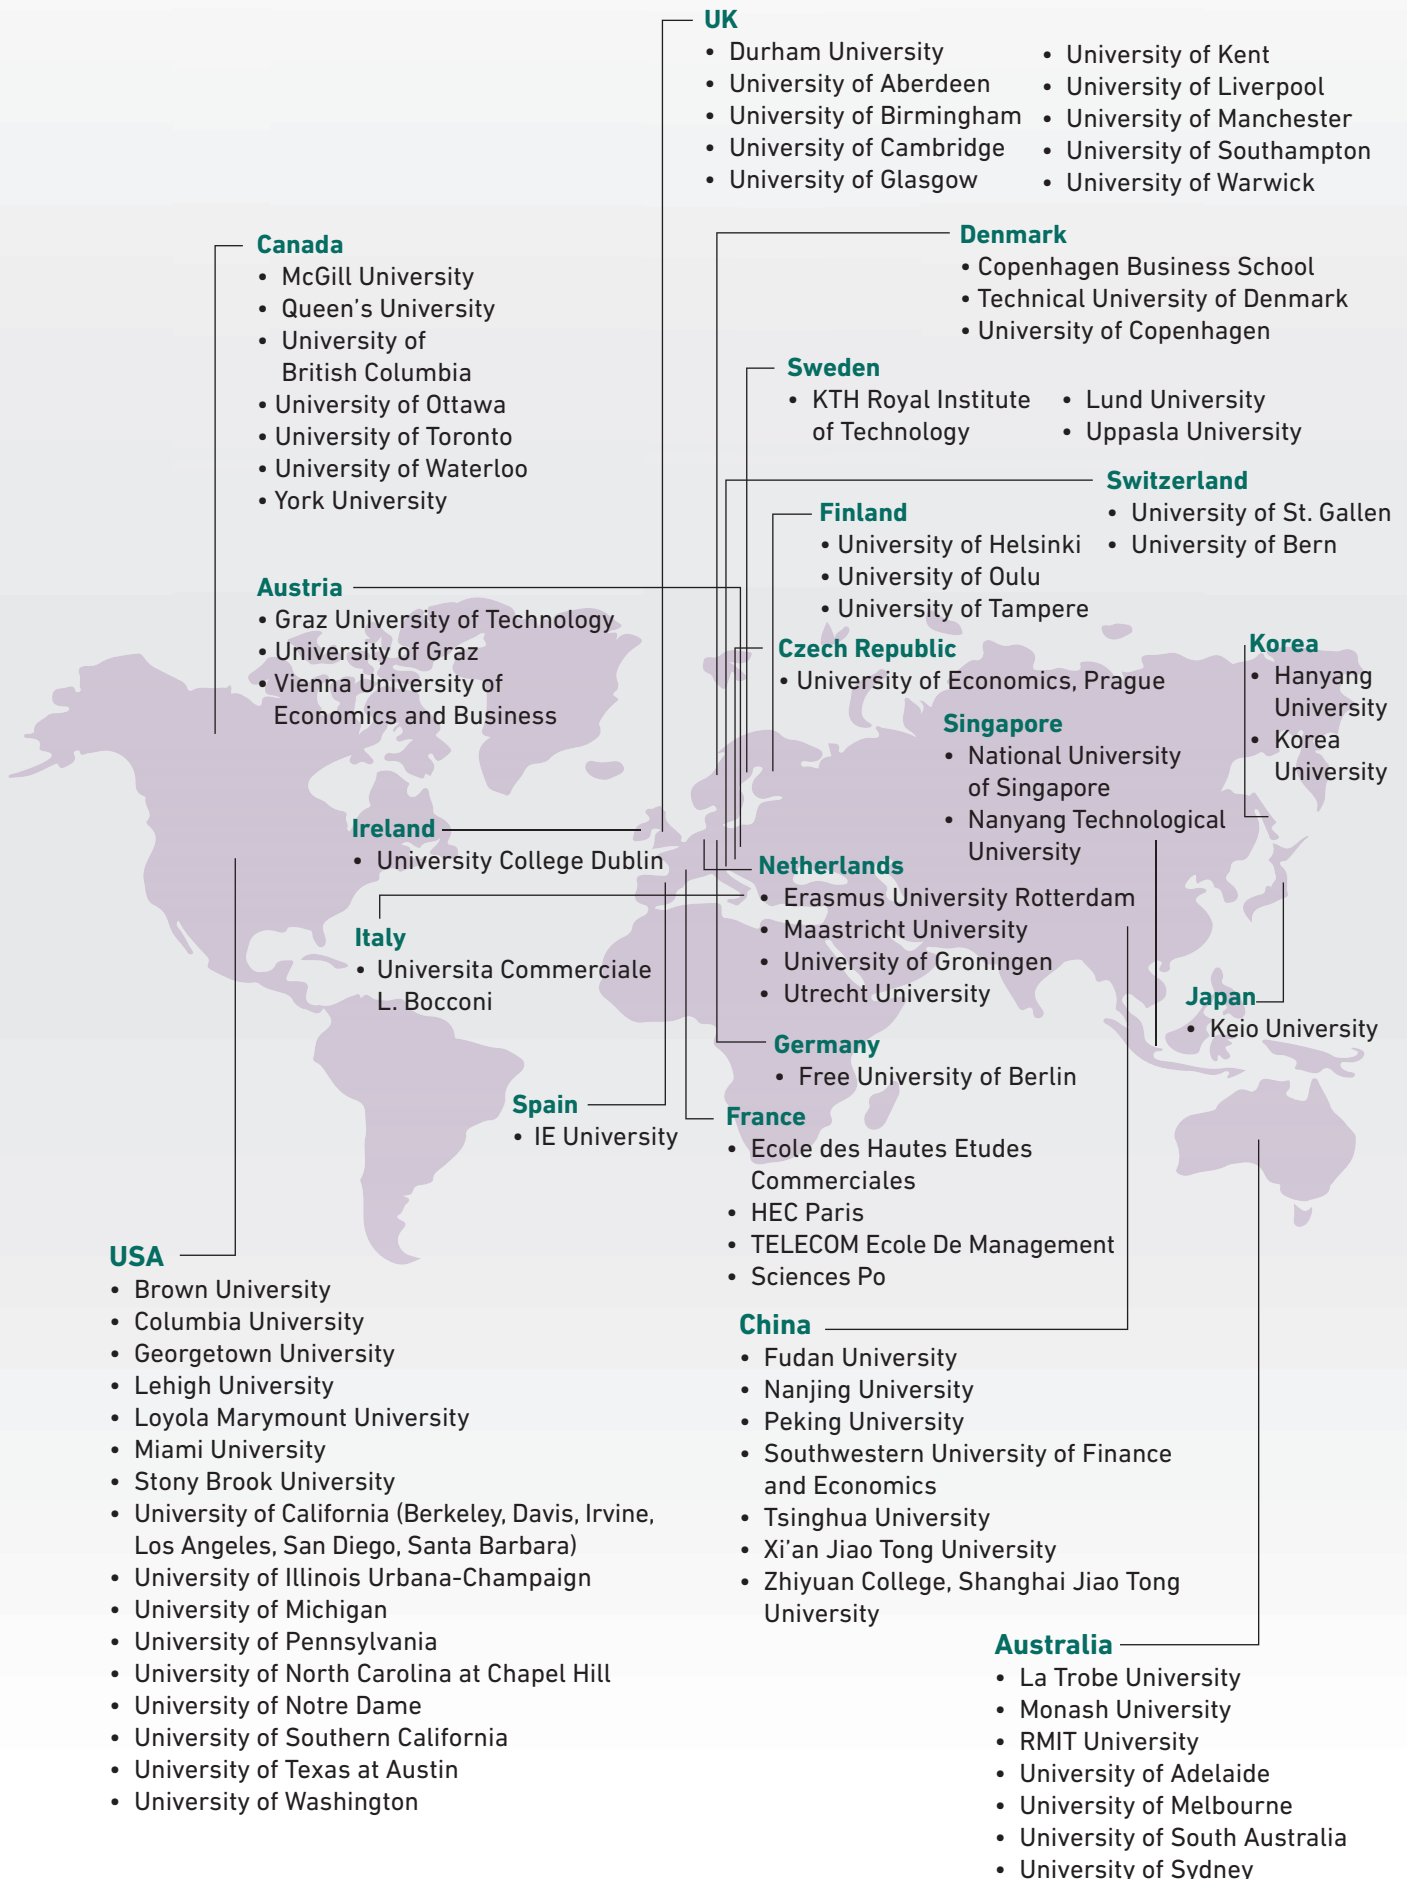 UK
• Durham University
• University of Aberdeen
• University of Birmingham
• University of Cambridge
• University of Glasgow
• University of Kent
• University of Liverpool
• University of Manchester
• University of Southampton
• University of Warwick
Canada
• McGill University
• Queen's University
• University of
British Columbia
• University of Ottawa
• University of Toronto
• University of Waterloo
• York University
Denmark
• Copenhagen Business School
• Technical University of Denmark
• University of Copenhagen
Sweden
• KTH Royal Institute
of Technology
• Lund University
• Uppasla University
Switzerland
• University of St. Gallen
• University of Bern
Finland
• University of Helsinki
• University of Oulu
• University of Tampere
Austria
• Graz University of Technology
• University of Graz
• Vienna University of
Economics and Business
Czech Republic
• University of Economics, Prague
Korea
• Hanyang
University
• Korea
University
Singapore
• National University
of Singapore
• Nanyang Technological
University
Ireland
• University College Dublin
Netherlands
• Erasmus University Rotterdam
• Maastricht University
• University of Groningen
• Utrecht University
Italy
• Universita Commerciale
L. Bocconi
Japan
• Keio University
Germany
• Free University of Berlin
Spain
• IE University
France
• Ecole des Hautes Etudes
Commerciales
• HEC Paris
• TELECOM Ecole De Management
• Sciences Po
USA
• Brown University
• Columbia University
• Georgetown University
• Lehigh University
• Loyola Marymount University
• Miami University
• Stony Brook University
• University of California (Berkeley, Davis, Irvine,
Los Angeles, San Diego, Santa Barbara)
• University of Illinois Urbana-Champaign
• University of Michigan
• University of Pennsylvania
• University of North Carolina at Chapel Hill
• University of Notre Dame
• University of Southern California
• University of Texas at Austin
• University of Washington
China
• Fudan University
• Nanjing University
• Peking University
• Southwestern University of Finance
and Economics
• Tsinghua University
• Xi'an Jiao Tong University
• Zhiyuan College, Shanghai Jiao Tong
University
Australia
• La Trobe University
• Monash University
• RMIT University
• University of Adelaide
• University of Melbourne
• University of South Australia
• University of Sydney